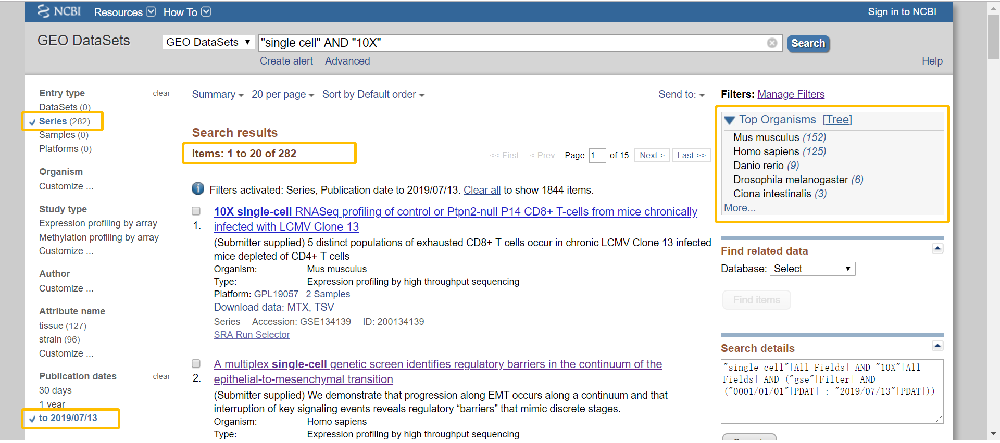 NCBI Resources How To Sign in to NCBI
GEO DataSets GEO DataSets "single cell" AND "10X" Search
Create alert Advanced Help
Entry type clear
DataSets (0)
Series (282)
Samples (0)
Platforms (0)
Organism
Customize ...
Study type
Expression profiling by array
Methylation profiling by array
Customize ...
Author
Customize ...
Attribute name
tissue (127)
strain (96)
Customize ...
Publication dates clear
30 days
1 year
to 2019/07/13
Summary 20 per page Sort by Default order Send to:
Search results
Items: 1 to 20 of 282
<< First < Prev Page 1 of 15 Next > Last >>
Filters activated: Series, Publication date to 2019/07/13. Clear all to show 1844 items.
10X single-cell RNASeq profiling of control or Ptpn2-null P14 CD8+ T-cells from mice chronically
1. infected with LCMV Clone 13
(Submitter supplied) 5 distinct populations of exhausted CD8+ T cells occur in chronic LCMV Clone 13 infected
mice depleted of CD4+ T cells
Organism: Mus musculus
Type: Expression profiling by high throughput sequencing
Platform: GPL19057 2 Samples
Download data: MTX, TSV
Series Accession: GSE134139 ID: 200134139
SRA Run Selector
A multiplex single-cell genetic screen identifies regulatory barriers in the continuum of the
2. epithelial-to-mesenchymal transition
(Submitter supplied) We demonstrate that progression along EMT occurs along a continuum and that
interruption of key signaling events reveals regulatory “barriers” that mimic discrete stages.
Organism: Homo sapiens
Type: Expression profiling by high throughput sequencing
Filters: Manage Filters
Top Organisms [Tree]
Mus musculus (152)
Homo sapiens (125)
Danio rerio (9)
Drosophila melanogaster (6)
Ciona intestinalis (3)
More...
Find related data
Database: Select
Find items
Search details
"single cell"[All Fields] AND "10X"[All
Fields] AND ("gse"[Filter] AND
("0001/01/01"[PDAT] : "2019/07/13"[PDAT]))